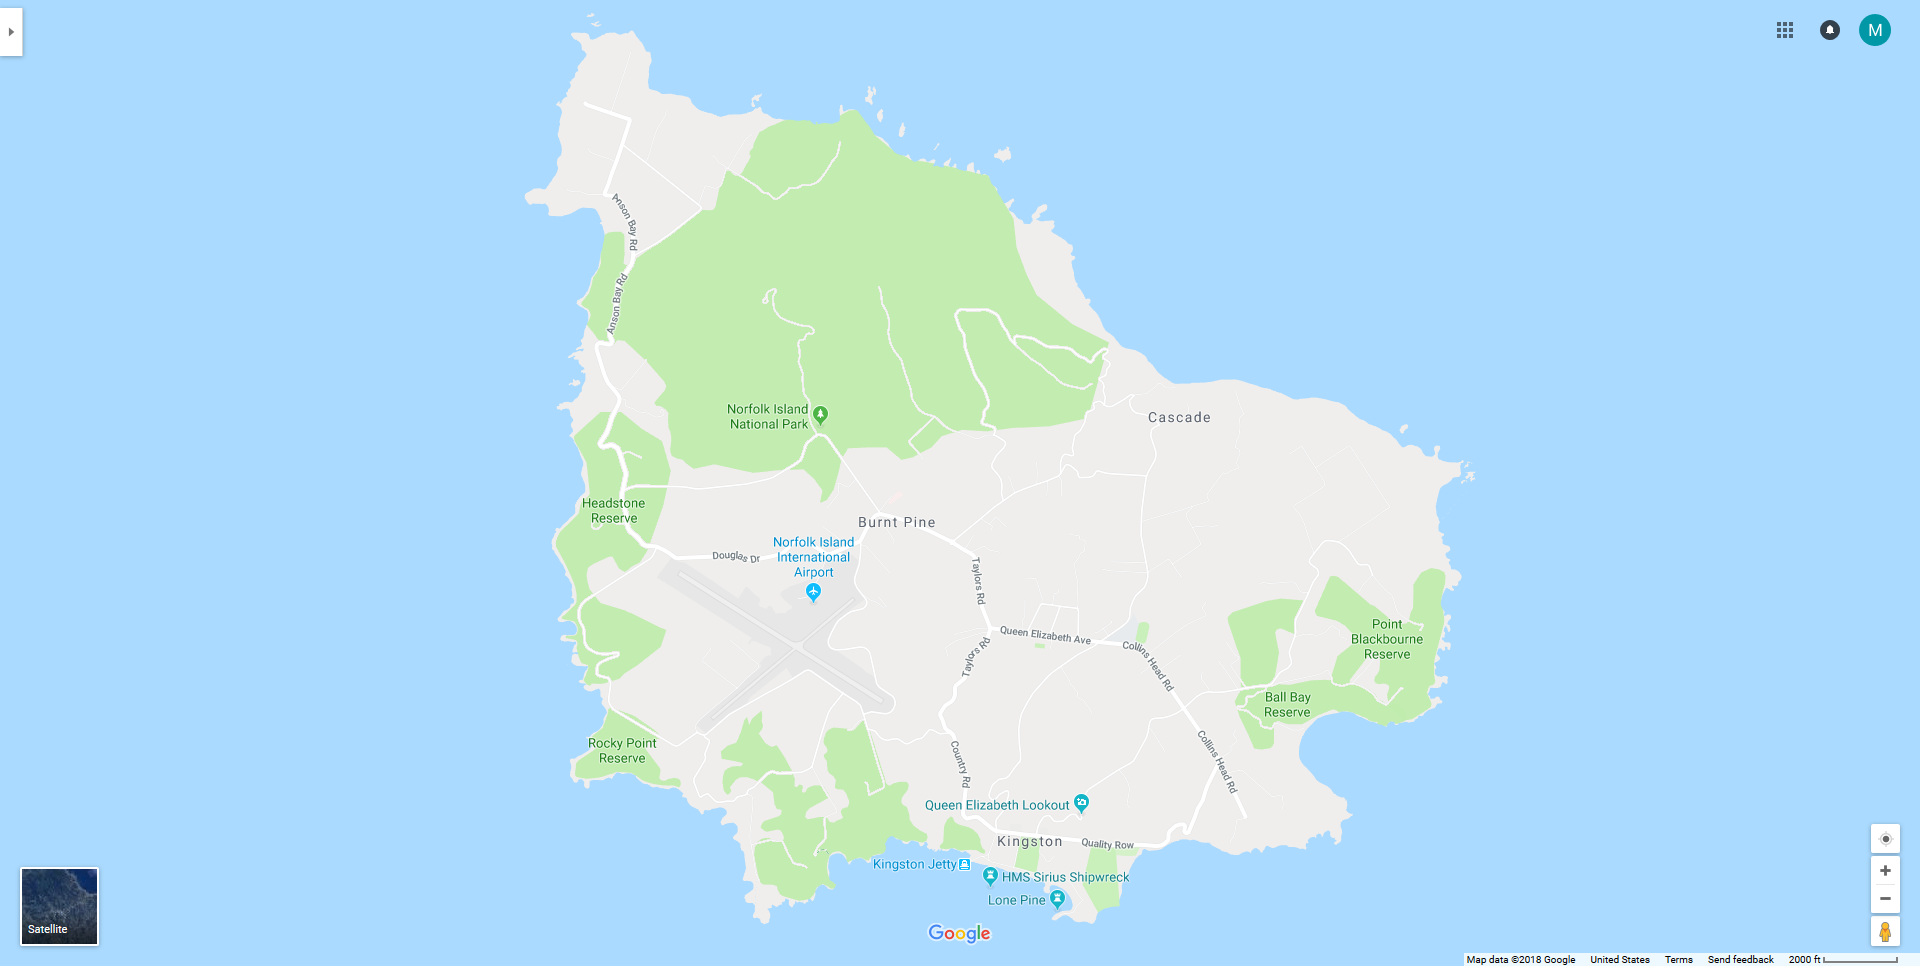 M
Anson Bay Rd
Anson Bay Rd
Norfolk Island
National Park
Cascade
Headstone
Reserve
Burnt Pine
Norfolk Island
International
Airport
Douglas Dr
Taylors Rd
Queen Elizabeth Ave
Collins Head Rd
Point
Blackbourne
Reserve
Taylors Rd
Ball Bay
Reserve
Rocky Point
Reserve
Country Rd
Collins Head Rd
Queen Elizabeth Lookout
Kingston
Quality Row
Kingston Jetty
HMS Sirius Shipwreck
Lone Pine
Satellite
Google
Map data ©2018 Google United States Terms Send feedback 2000 ft